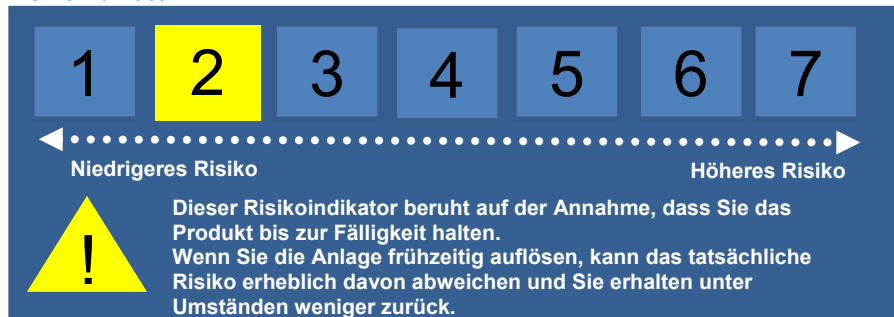 1 2 3 4 5 6 7
Niedrigeres Risiko Höheres Risiko
Dieser Risikoindikator beruht auf der Annahme, dass Sie das
Produkt bis zur Fälligkeit halten.
Wenn Sie die Anlage frühzeitig auflösen, kann das tatsächliche
! Risiko erheblich davon abweichen und Sie erhalten unter
Umständen weniger zurück.